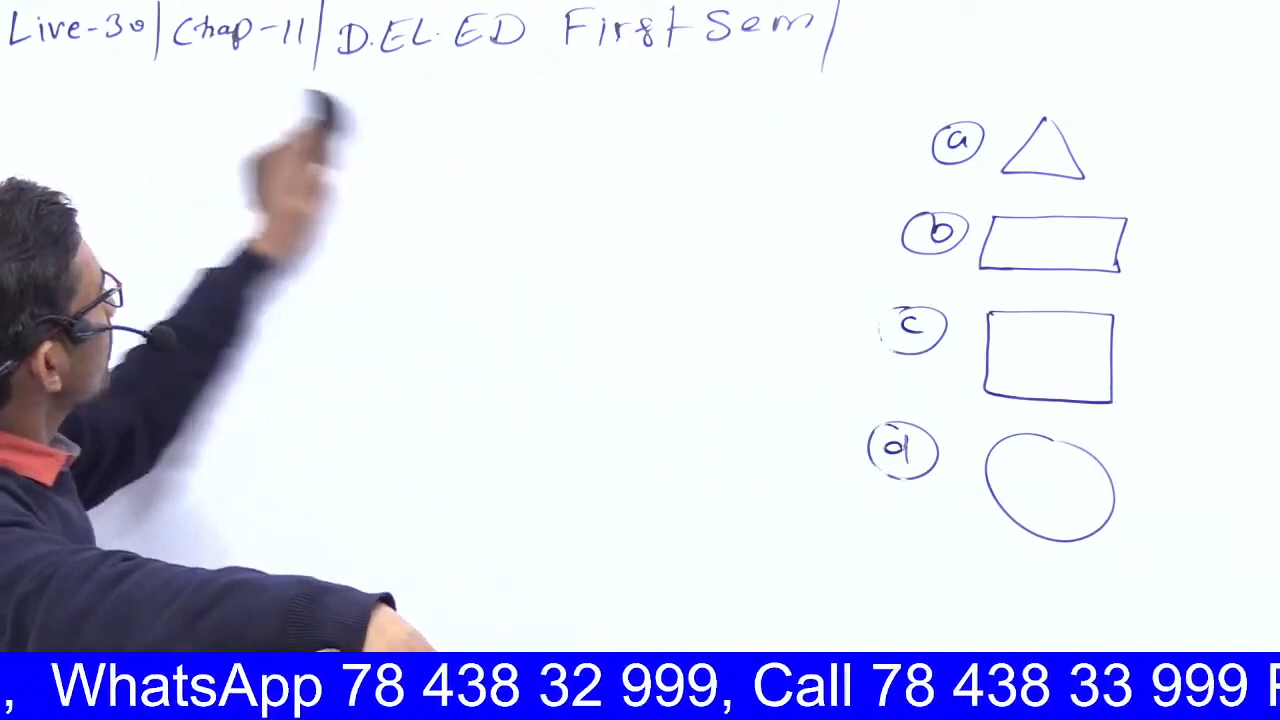 Live-30|Chap-11|D.EL.ED First Sem|
a
b
c
d
, WhatsApp 78 438 32 999, Call 78 438 33 999